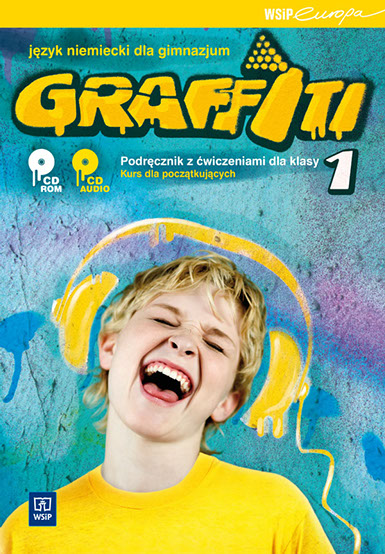 WSiP europa
język niemiecki dla gimnazjum
GRAFFITI
CD ROM
CD AUDIO
Podręcznik z ćwiczeniami dla klasy 1
Kurs dla początkujących
WSiP